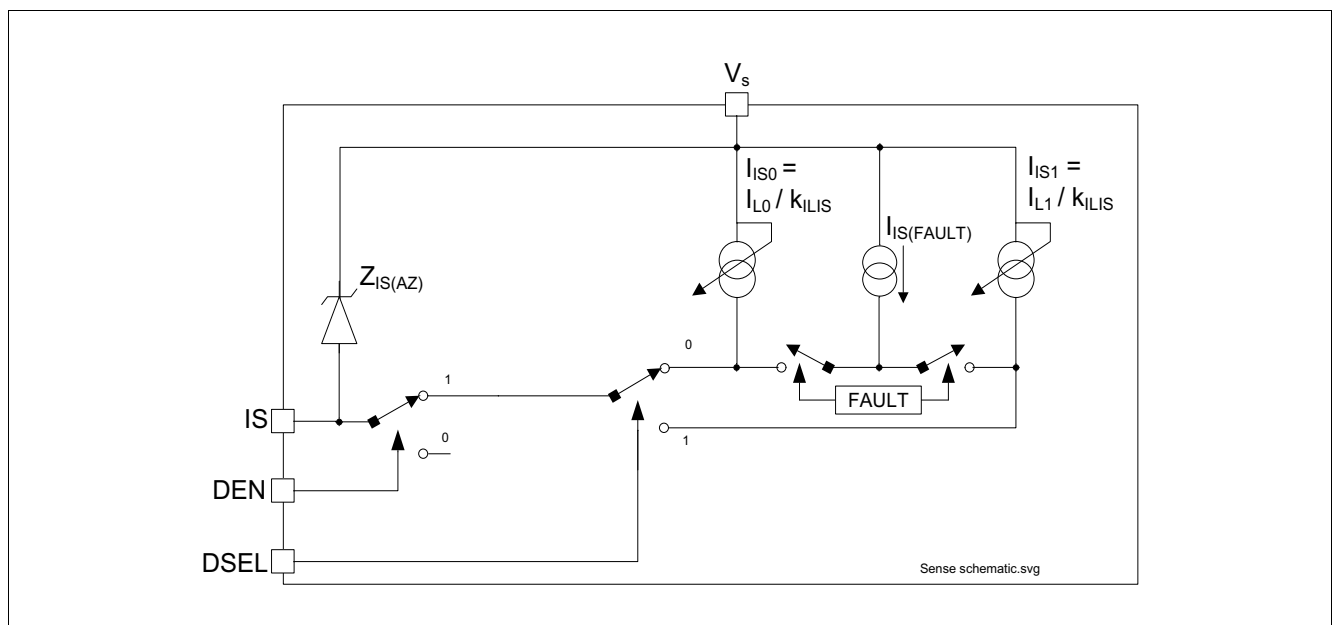 Vs
IIS0 =
IL0 / kILIS
IIS1 =
IL1 / kILIS
IIS(FAULT)
ZIS(AZ)
0
1
FAULT
IS
0
1
DEN
DSEL
Sense schematic.svg